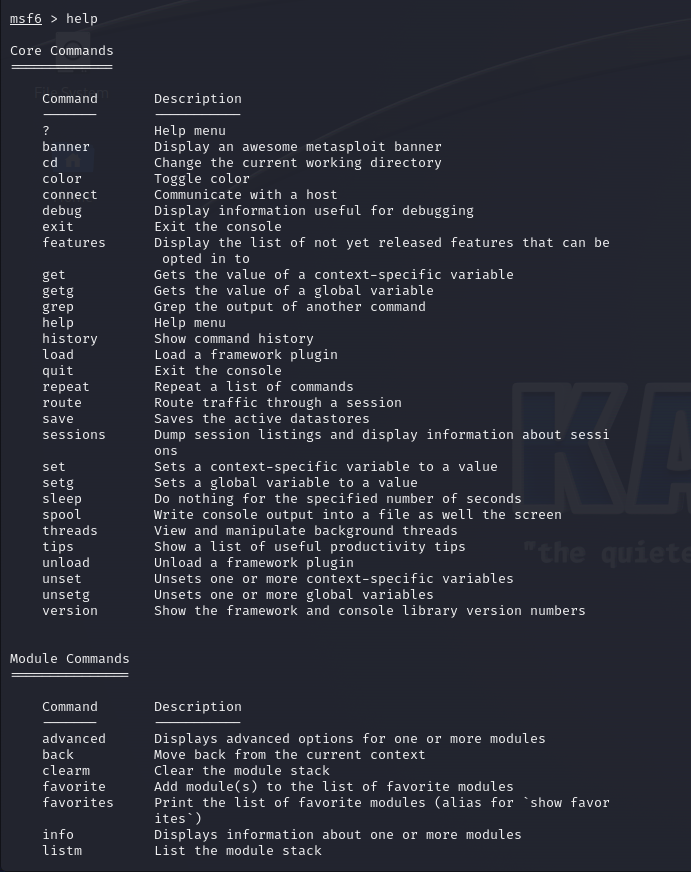 msf6 > help
Core Commands
Command Description
? Help menu
banner Display an awesome metasploit banner
cd Change the current working directory
color Toggle color
connect Communicate with a host
debug Display information useful for debugging
exit Exit the console
features Display the list of not yet released features that can be
opted in to
get Gets the value of a context-specific variable
getg Gets the value of a global variable
grep Grep the output of another command
help Help menu
history Show command history
load Load a framework plugin
quit Exit the console
repeat Repeat a list of commands
route Route traffic through a session
save Saves the active datastores
sessions Dump session listings and display information about sessi
ons
set Sets a context-specific variable to a value
setg Sets a global variable to a value
sleep Do nothing for the specified number of seconds
spool Write console output into a file as well the screen
threads View and manipulate background threads
tips Show a list of useful productivity tips
unload Unload a framework plugin
unset Unsets one or more context-specific variables
unsetg Unsets one or more global variables
version Show the framework and console library version numbers
Module Commands
Command Description
advanced Displays advanced options for one or more modules
back Move back from the current context
clearm Clear the module stack
favorite Add module(s) to the list of favorite modules
favorites Print the list of favorite modules (alias for `show favor
ites`)
info Displays information about one or more modules
listm List the module stack
KA
"the quiete